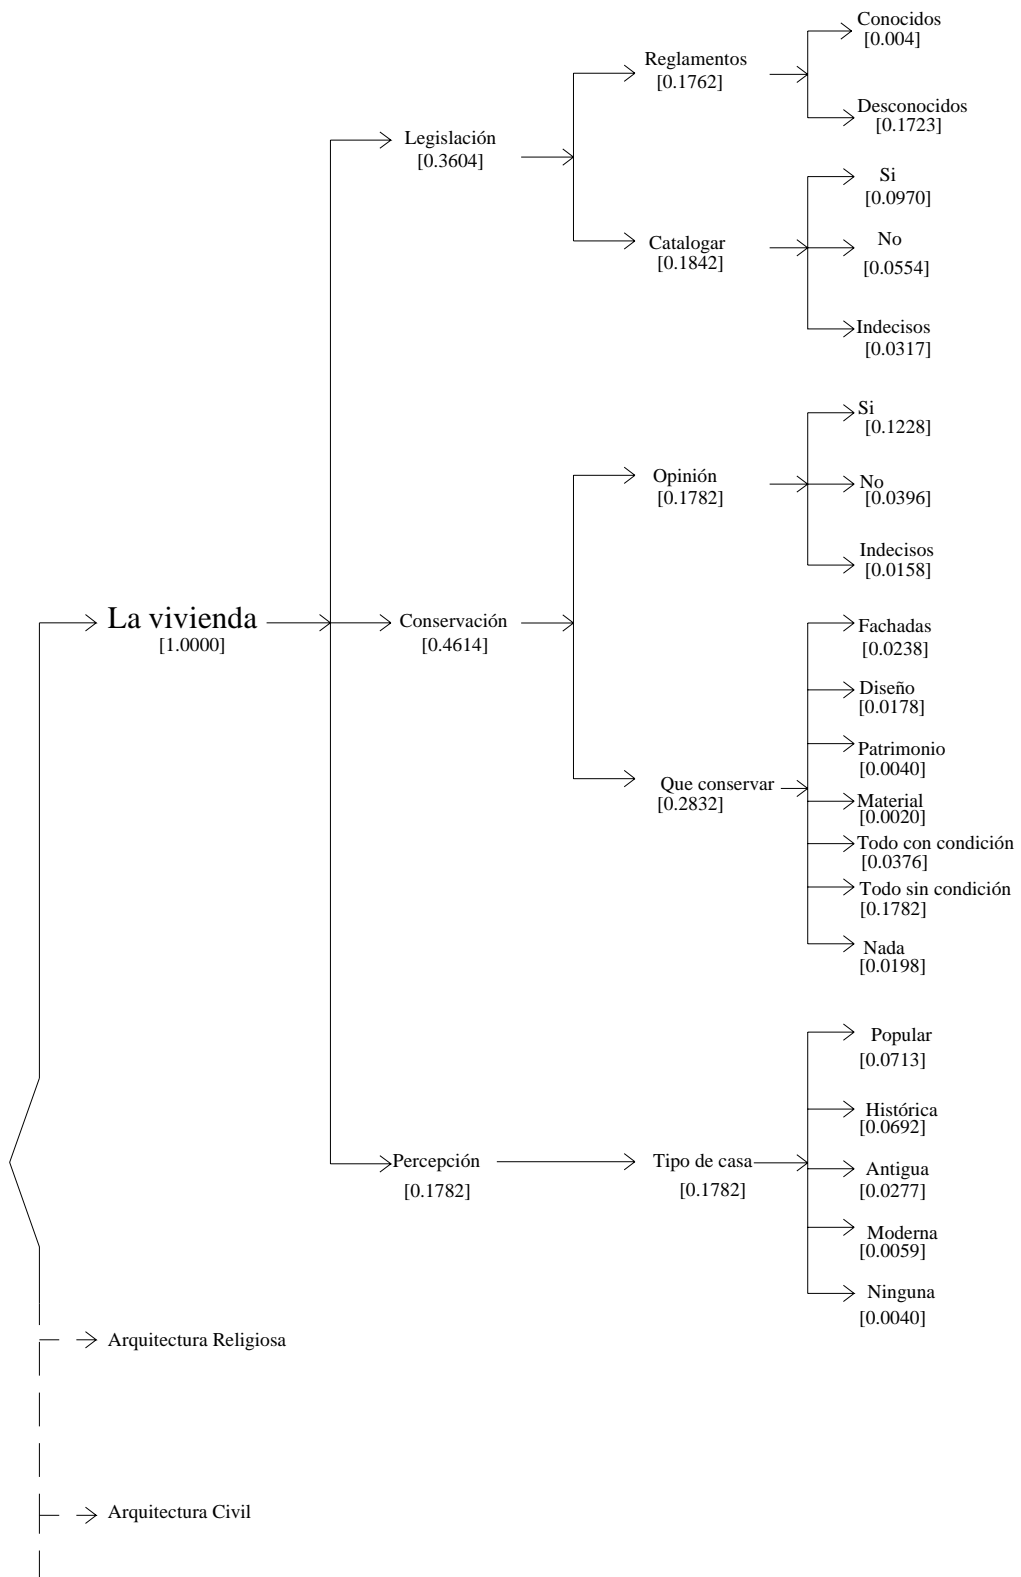 Conocidos
[0.004]
Reglamentos
[0.1762]
Desconocidos
[0.1723]
Legislación
[0.3604]
Si
[0.0970]
No
[0.0554]
Catalogar
[0.1842]
Indecisos
[0.0317]
Si
[0.1228]
Opinión
[0.1782]
No
[0.0396]
Indecisos
[0.0158]
La vivienda
[1.0000]
Conservación
[0.4614]
Fachadas
[0.0238]
Diseño
[0.0178]
Patrimonio
[0.0040]
Que conservar
[0.2832]
Material
[0.0020]
Todo con condición
[0.0376]
Todo sin condición
[0.1782]
Nada
[0.0198]
Popular
[0.0713]
Histórica
[0.0692]
Percepción
[0.1782]
Tipo de casa
[0.1782]
Antigua
[0.0277]
Moderna
[0.0059]
Ninguna
[0.0040]
Arquitectura Religiosa
Arquitectura Civil